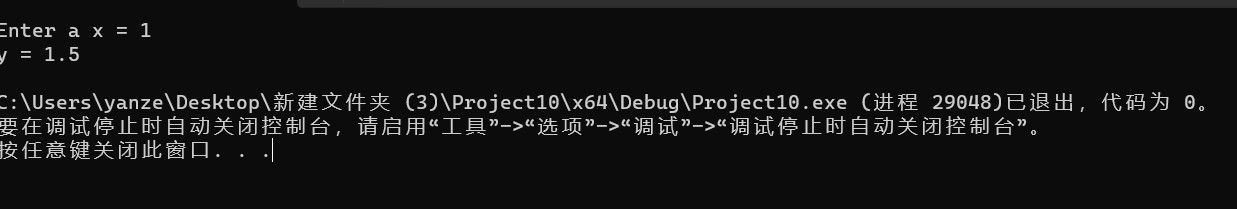 Enter a x = 1
y = 1.5
C:\Users\yanze\Desktop\新建文件夹 (3)\Project10\x64\Debug\Project10.exe (进程 29048)已退出，代码为 0。
要在调试停止时自动关闭控制台，请启用“工具”->“选项”->“调试”->“调试停止时自动关闭控制台”。
按任意键关闭此窗口. . .